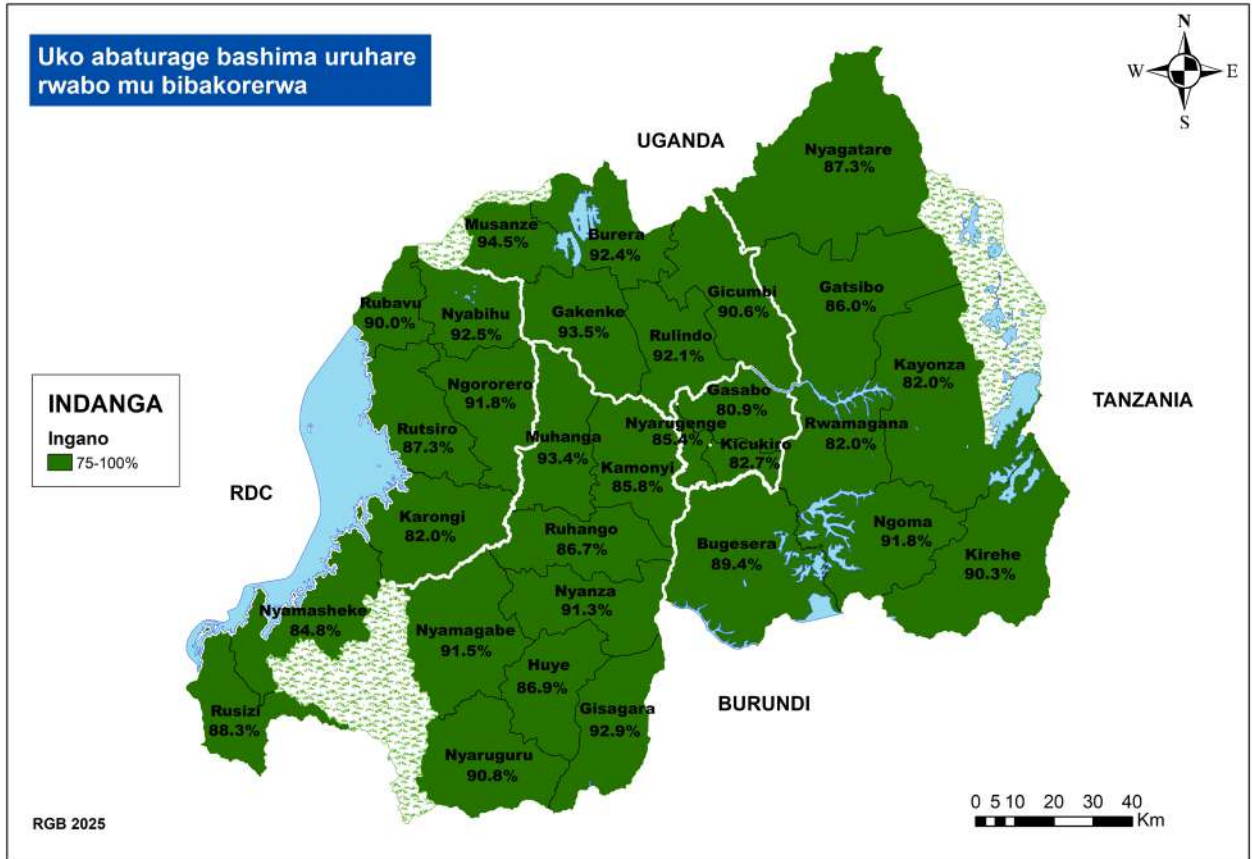 Uko abaturage bashima uruhare
rwabo mu bibakorerwa
N
W
E
S
UGANDA
Nyagatare
87.3%
Musanze
94.5%
Burera
92.4%
Gicumbi
90.6%
Gatsibo
86.0%
Rubavu
90.0%
Nyabihu
92.5%
Gakenke
93.5%
Rulindo
92.1%
Kayonza
82.0%
Ngororero
91.8%
Gasabo
80.9%
TANZANIA
INDANGA
Ingano
75-100%
Rutsiro
87.3%
Muhanga
93.4%
Nyarugenge
85.4%
Kicukiro
82.7%
Rwamagana
82.0%
Kamonyi
85.8%
RDC
Karongi
82.0%
Ruhango
86.7%
Bugesera
89.4%
Ngoma
91.8%
Kirehe
90.3%
Nyamasheke
84.8%
Nyanza
91.3%
Nyamagabe
91.5%
Huye
86.9%
Rusizi
88.3%
Gisagara
92.9%
BURUNDI
Nyaruguru
90.8%
RGB 2025
0 5 10 20 30 40
Km